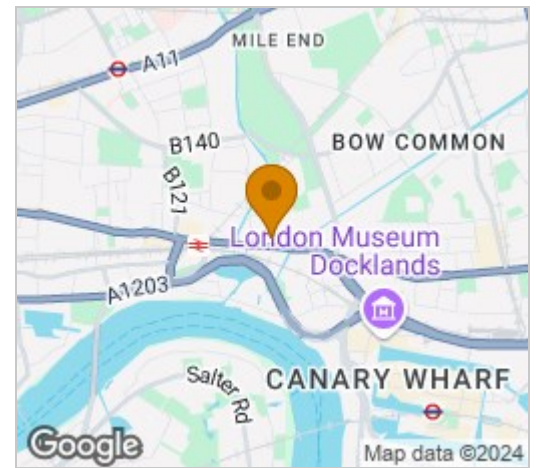 MILE END
A11
B140
BOW COMMON
B121
London Museum
Docklands
A1203
Salter Rd
CANARY WHARF
Google
Map data ©2024